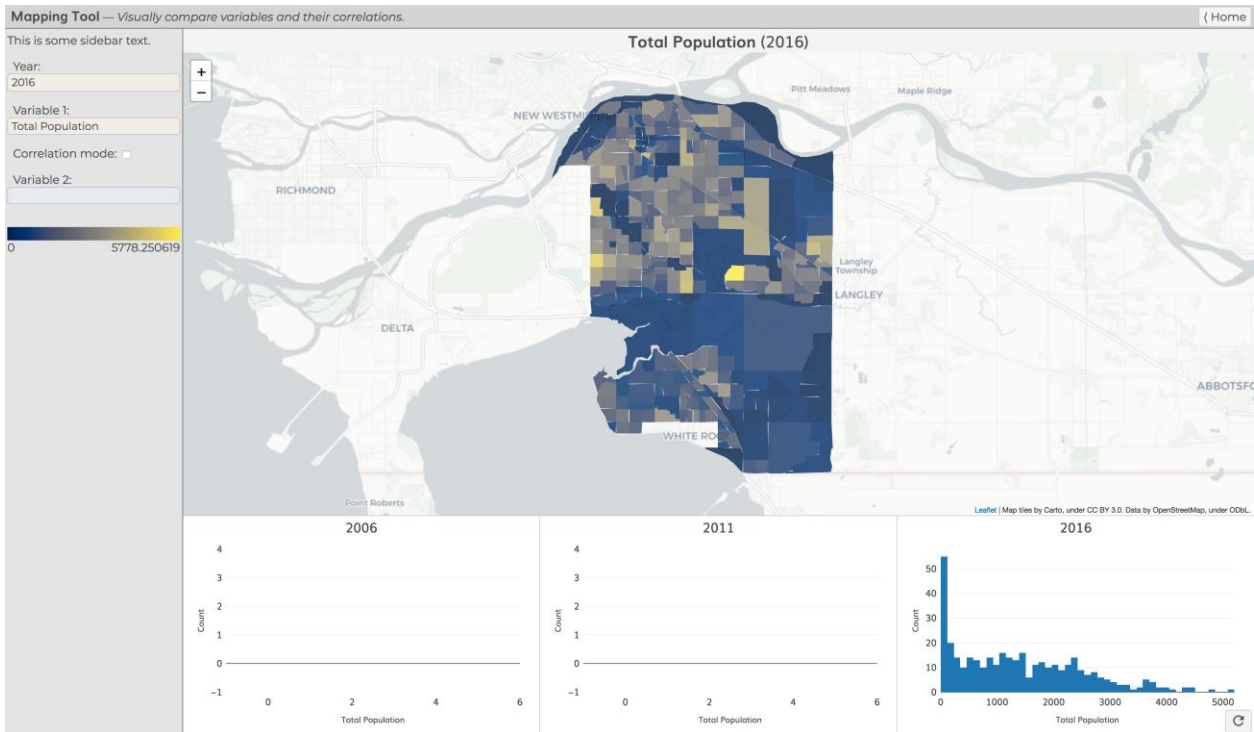 Mapping Tool — Visually compare variables and their correlations.
⟨ Home
This is some sidebar text.
Year:
2016
Variable 1:
Total Population
Correlation mode:
Variable 2:
0 5778.250619
Total Population (2016)
+
−
Pitt Meadows
Maple Ridge
NEW WESTMI
RICHMOND
Langley
Township
LANGLEY
DELTA
ABBOTSFO
WHITE ROC
Point Roberts
Leaflet | Map tiles by Carto, under CC BY 3.0. Data by OpenStreetMap, under ODbL.
2006
4
3
2
1
0
−1
Count
0 2 4 6
Total Population
2011
4
3
2
1
0
−1
Count
0 2 4 6
Total Population
2016
50
40
30
20
10
0
Count
0 1000 2000 3000 4000 5000
Total Population